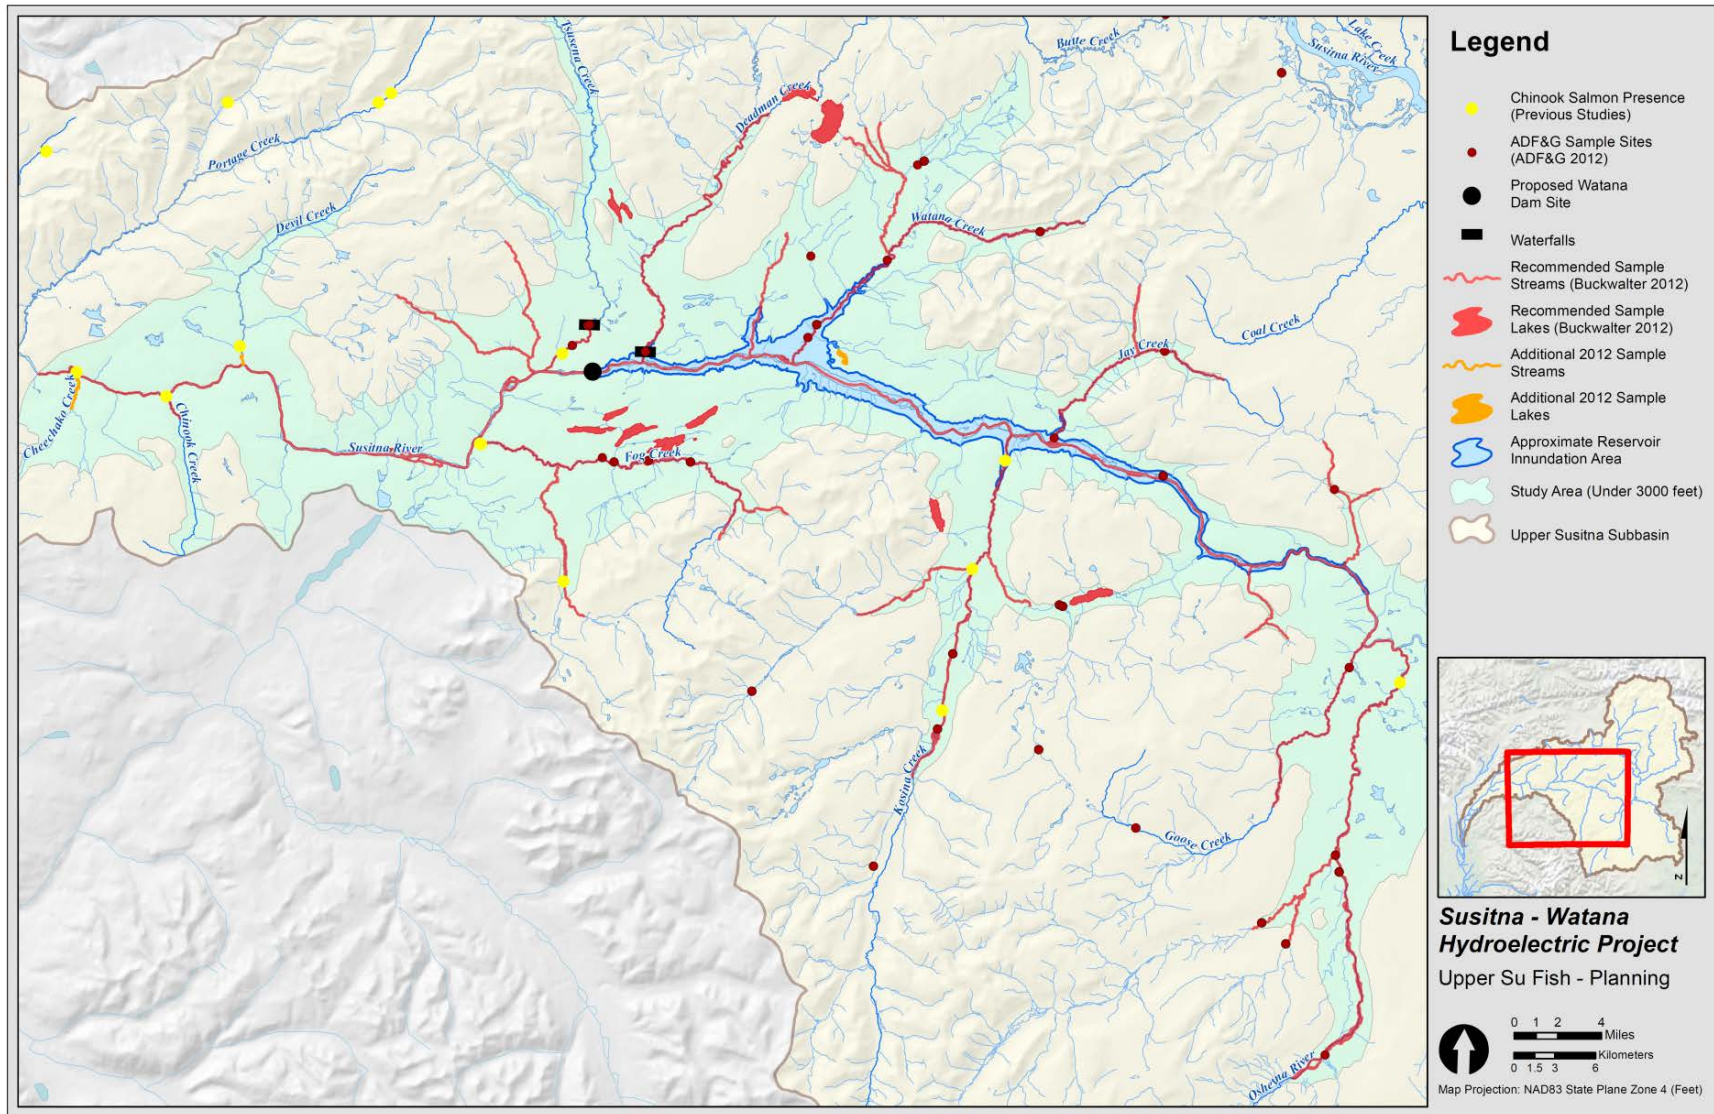 Tsusena Creek
Butte Creek
Lake Creek
Susitna River
Deadman Creek
Portage Creek
Devil Creek
Watana Creek
Coal Creek
Jay Creek
Cheechako Creek
Chinook Creek
Susitna River
Fog Creek
Kosina Creek
Goose Creek
Oshetna River
Legend
Chinook Salmon Presence
(Previous Studies)
ADF&G Sample Sites
(ADF&G 2012)
Proposed Watana
Dam Site
Waterfalls
Recommended Sample
Streams (Buckwalter 2012)
Recommended Sample
Lakes (Buckwalter 2012)
Additional 2012 Sample
Streams
Additional 2012 Sample
Lakes
Approximate Reservoir
Innundation Area
Study Area (Under 3000 feet)
Upper Susitna Subbasin
N
Susitna - Watana
Hydroelectric Project
Upper Su Fish - Planning
0 1 2 4
Miles
Kilometers
0 1.5 3 6
Map Projection: NAD83 State Plane Zone 4 (Feet)